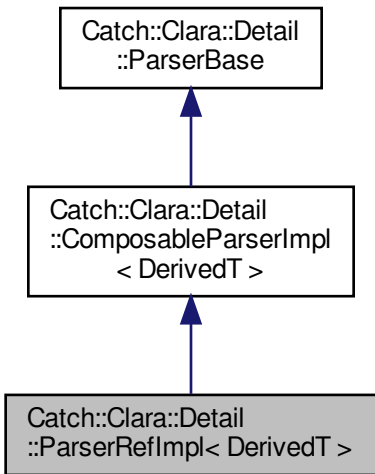 Catch::Clara::Detail
::ParserBase
Catch::Clara::Detail
::ComposableParserImpl
< DerivedT >
Catch::Clara::Detail
::ParserRefImpl< DerivedT >